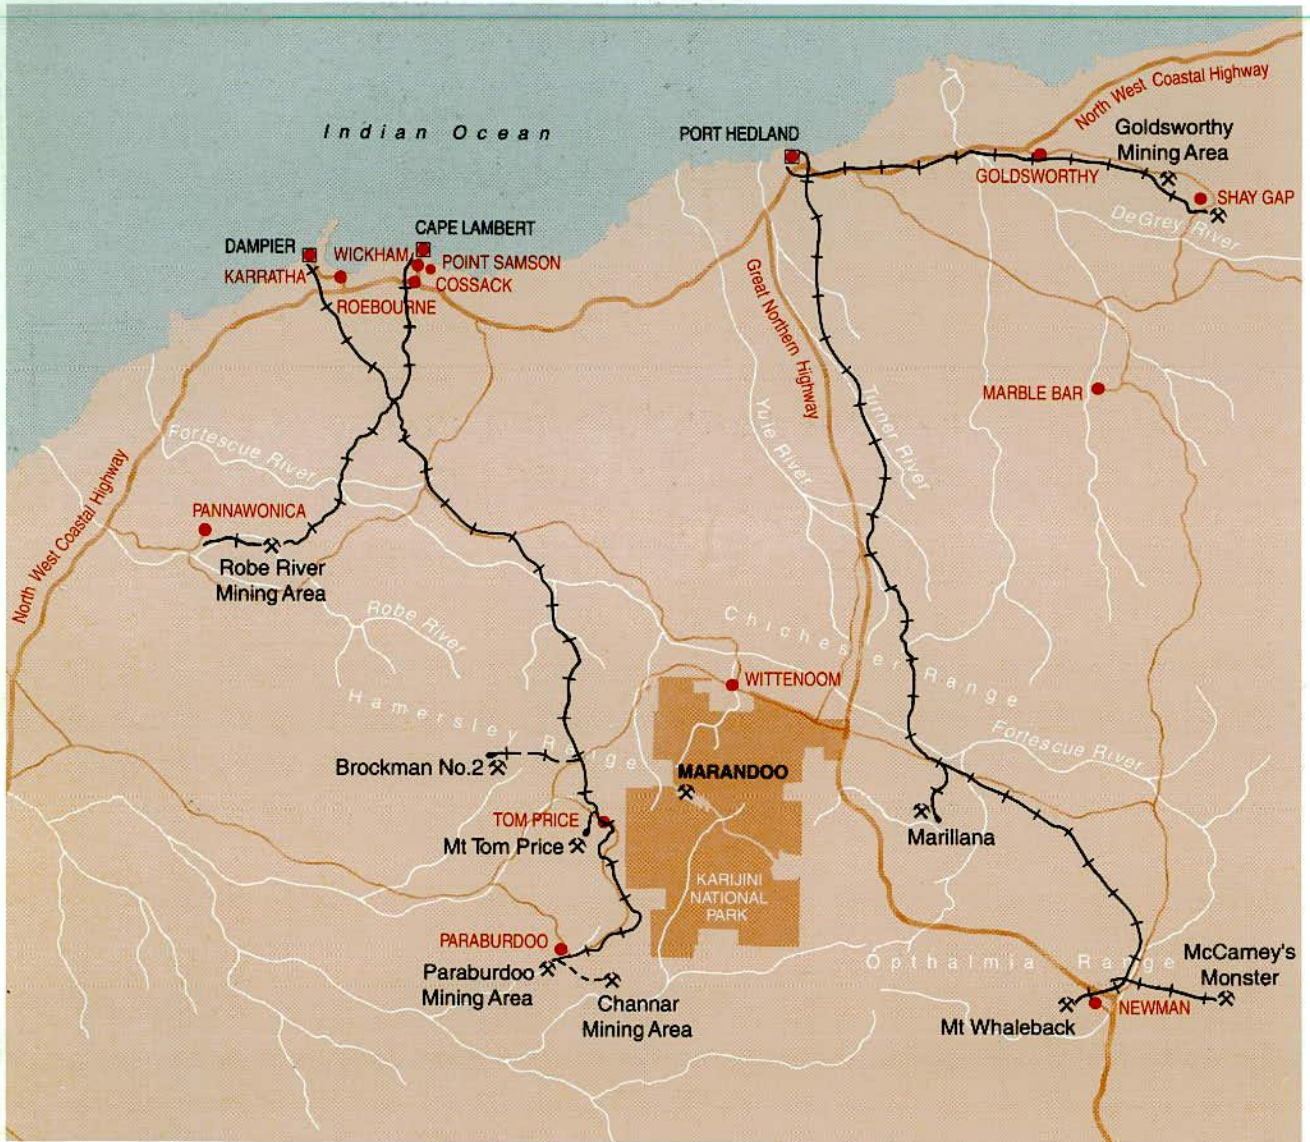 North West Coastal Highway
Indian Ocean
PORT HEDLAND
Goldsworthy
Mining Area
GOLDSWORTHY
SHAY GAP
DeGrey River
CAPE LAMBERT
DAMPIER
WICKHAM
POINT SAMSON
KARRATHA
COSSACK
ROEBOURNE
Great Northern Highway
MARBLE BAR
Yule River
Turner River
Fortescue River
North West Coastal Highway
PANNAWONICA
Robe River
Mining Area
Robe River
Chichester Range
WITTENOOM
Hamersley Range
Fortescue River
Brockman No.2
MARANDOO
TOM PRICE
Mt Tom Price
Marillana
KARIJINI
NATIONAL
PARK
PARABURDOO
Paraburdoo
Mining Area
Channar
Mining Area
Opthalmia Range
McCamey's
Monster
NEWMAN
Mt Whaleback